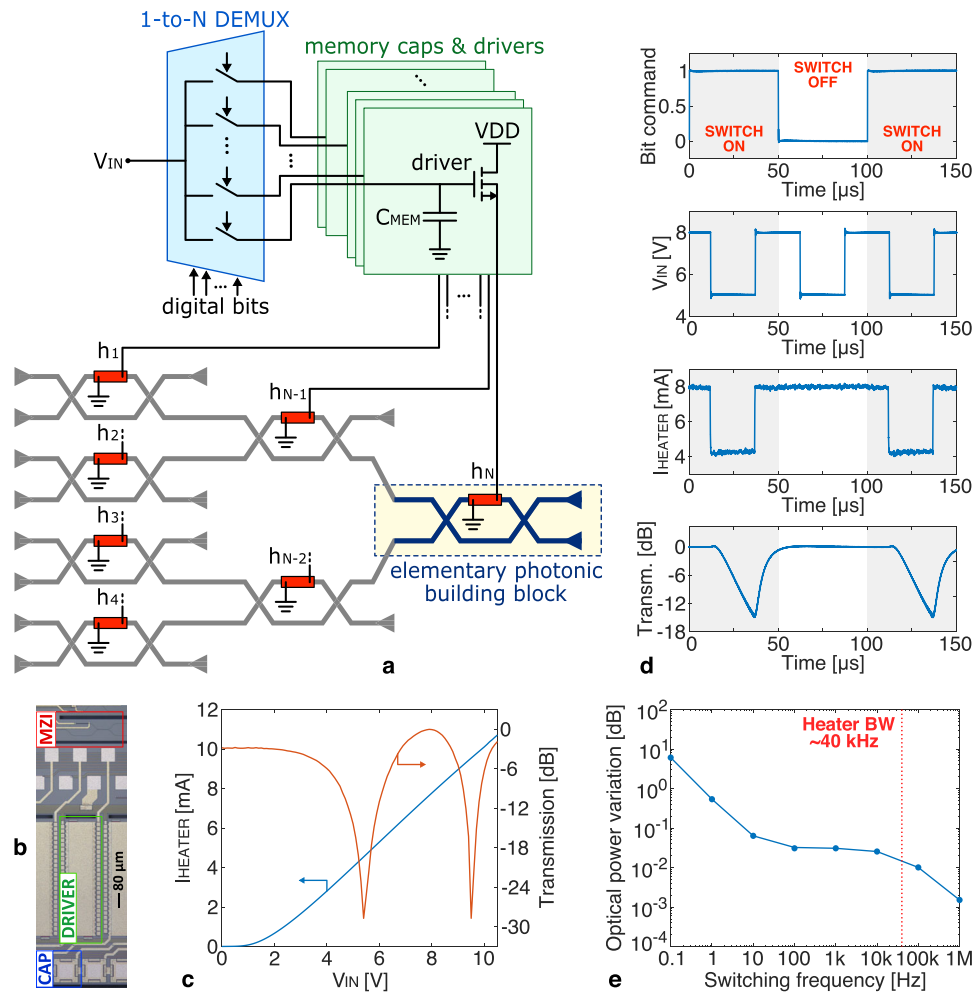 1-to-N DEMUX
memory caps & drivers
VIN
...
...
...
VDD
driver
CMEM
digital bits
...
...
h1
hN-1
h2
hN
h3
hN-2
h4
elementary photonic
building block
a
Bit command
1
0.5
0
SWITCH
ON
SWITCH
OFF
SWITCH
ON
0 50 100 150
Time [µs]
VIN [V]
8
6
4
0 50 100 150
Time [µs]
IHEATER [mA]
8
6
4
0 50 100 150
Time [µs]
Transm. [dB]
0
-6
-12
-18
0 50 100 150
d Time [µs]
b
MZI
DRIVER
80 µm
CAP
IHEATER [mA]
12
10
8
6
4
2
0
0 2 4 6 8 10
VIN [V]
0
-6
-12
-18
-24
-30
Transmission [dB]
c
Optical power variation [dB]
10²
10¹
10⁰
10⁻¹
10⁻²
10⁻³
10⁻⁴
Heater BW
~40 kHz
0.1 1 10 100 1k 10k 100k 1M
Switching frequency [Hz]
e